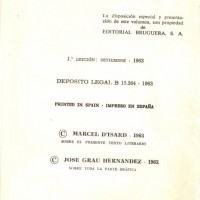 La disposición especial y presenta-
ción de este volumen, son propiedad
de
EDITORIAL BRUGUERA, S. A.
1.ª EDICIÓN: SETIEMBRE - 1963
DEPOSITO LEGAL B 15.204 - 1963
PRINTED IN SPAIN - IMPRESO EN ESPAÑA
© MARCEL D'ISARD - 1963
SOBRE EL PRESENTE TEXTO LITERARIO
© JOSE GRAU HERNANDEZ - 1963
SOBRE TODA LA PARTE GRÁFICA